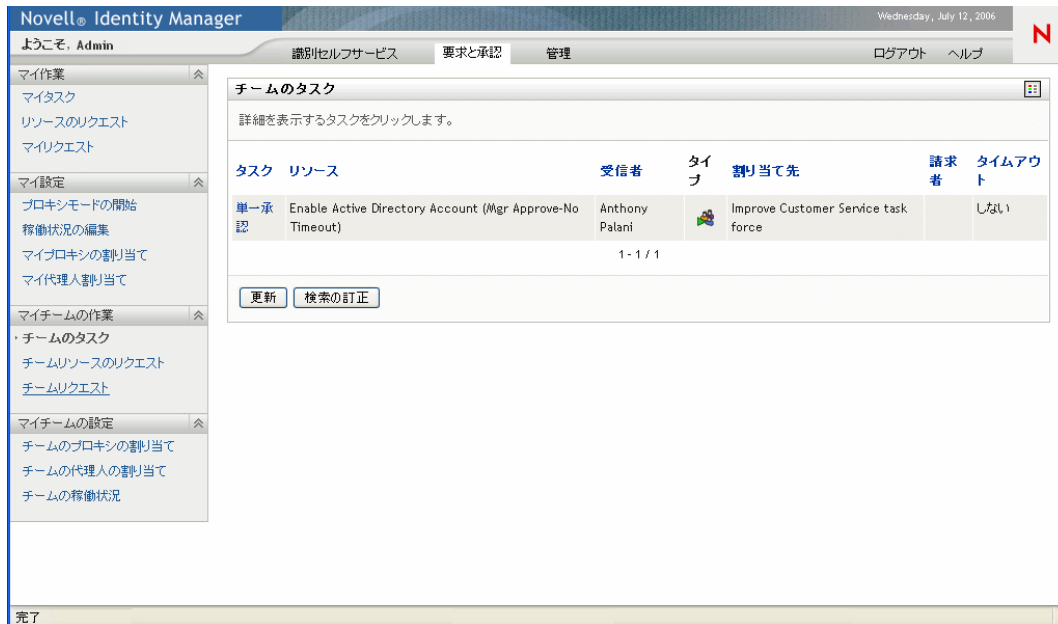 Novell® Identity Manager
Wednesday, July 12, 2006
N
ようこそ, Admin
識別セルフサービス 要求と承認 管理 ログアウト ヘルプ
マイ作業
マイタスク
リソースのリクエスト
マイリクエスト
マイ設定
プロキシモードの開始
稼働状況の編集
マイプロキシの割り当て
マイ代理人割り当て
マイチームの作業
チームのタスク
チームリソースのリクエスト
チームリクエスト
マイチームの設定
チームのプロキシの割り当て
チームの代理人の割り当て
チームの稼働状況
チームのタスク
詳細を表示するタスクをクリックします。
タスク リソース 受信者 タイプ 割り当て先 請求者 タイムアウト
単一承認 Enable Active Directory Account (Mgr Approve-No Timeout) Anthony Palani Improve Customer Service task force しない
1 - 1 / 1
更新 検索の訂正
完了